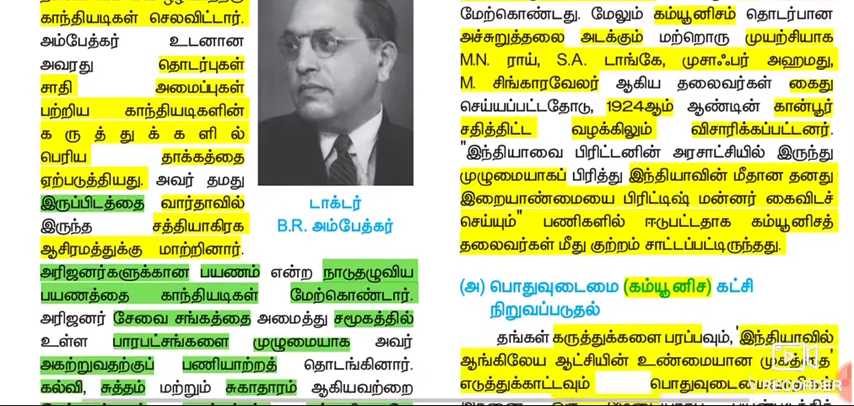 காந்தியடிகள் செலவிட்டார்.
அம்பேத்கர் உடனான
அவரது தொடர்புகள்
சாதி அமைப்புகள்
பற்றிய காந்தியடிகளின்
க ரு த் து க் க ளி ல்
பெரிய தாக்கத்தை
ஏற்படுத்தியது. அவர் தமது
இருப்பிடத்தை வார்தாவில்
இருந்த சத்தியாகிரக
ஆசிரமத்துக்கு மாற்றினார்.
அரிஜனர்களுக்கான பயணம் என்ற நாடுதழுவிய
பயணத்தை காந்தியடிகள் மேற்கொண்டார்.
அரிஜனர் சேவை சங்கத்தை அமைத்து சமூகத்தில்
உள்ள பாரபட்சங்களை முழுமையாக அவர்
அகற்றுவதற்குப் பணியாற்றத் தொடங்கினார்.
கல்வி, சுத்தம் மற்றும் சுகாதாரம் ஆகியவற்றை
டாக்டர்
B.R. அம்பேத்கர்
மேற்கொண்டது. மேலும் கம்யூனிசம் தொடர்பான
அச்சுறுத்தலை அடக்கும் மற்றொரு முயற்சியாக
M.N. ராய், S.A. டாங்கே, முசாஃபர் அஹமது,
M. சிங்காரவேலர் ஆகிய தலைவர்கள் கைது
செய்யப்பட்டதோடு, 1924ஆம் ஆண்டின் கான்பூர்
சதித்திட்ட வழக்கிலும் விசாரிக்கப்பட்டனர்.
"இந்தியாவை பிரிட்டனின் அரசாட்சியில் இருந்து
முழுமையாகப் பிரித்து இந்தியாவின் மீதான தனது
இறையாண்மையை பிரிட்டிஷ் மன்னர் கைவிடச்
செய்யும்" பணிகளில் ஈடுபட்டதாக கம்யூனிசத்
தலைவர்கள் மீது குற்றம் சாட்டப்பட்டிருந்தது.
(அ) பொதுவுடைமை (கம்யூனிச) கட்சி
நிறுவப்படுதல்
தங்கள் கருத்துக்களை பரப்பவும், 'இந்தியாவில்
ஆங்கிலேய ஆட்சியின் உண்மையான
எடுத்துக்காட்டவும்
V RECORDER